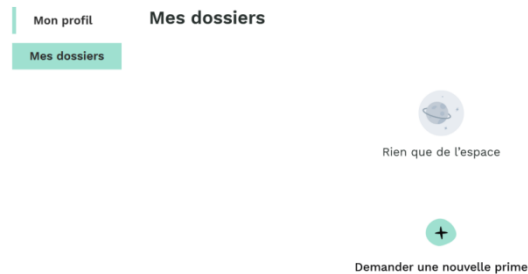 Mon profil
Mes dossiers
Mes dossiers
Rien que de l'espace
Demander une nouvelle prime